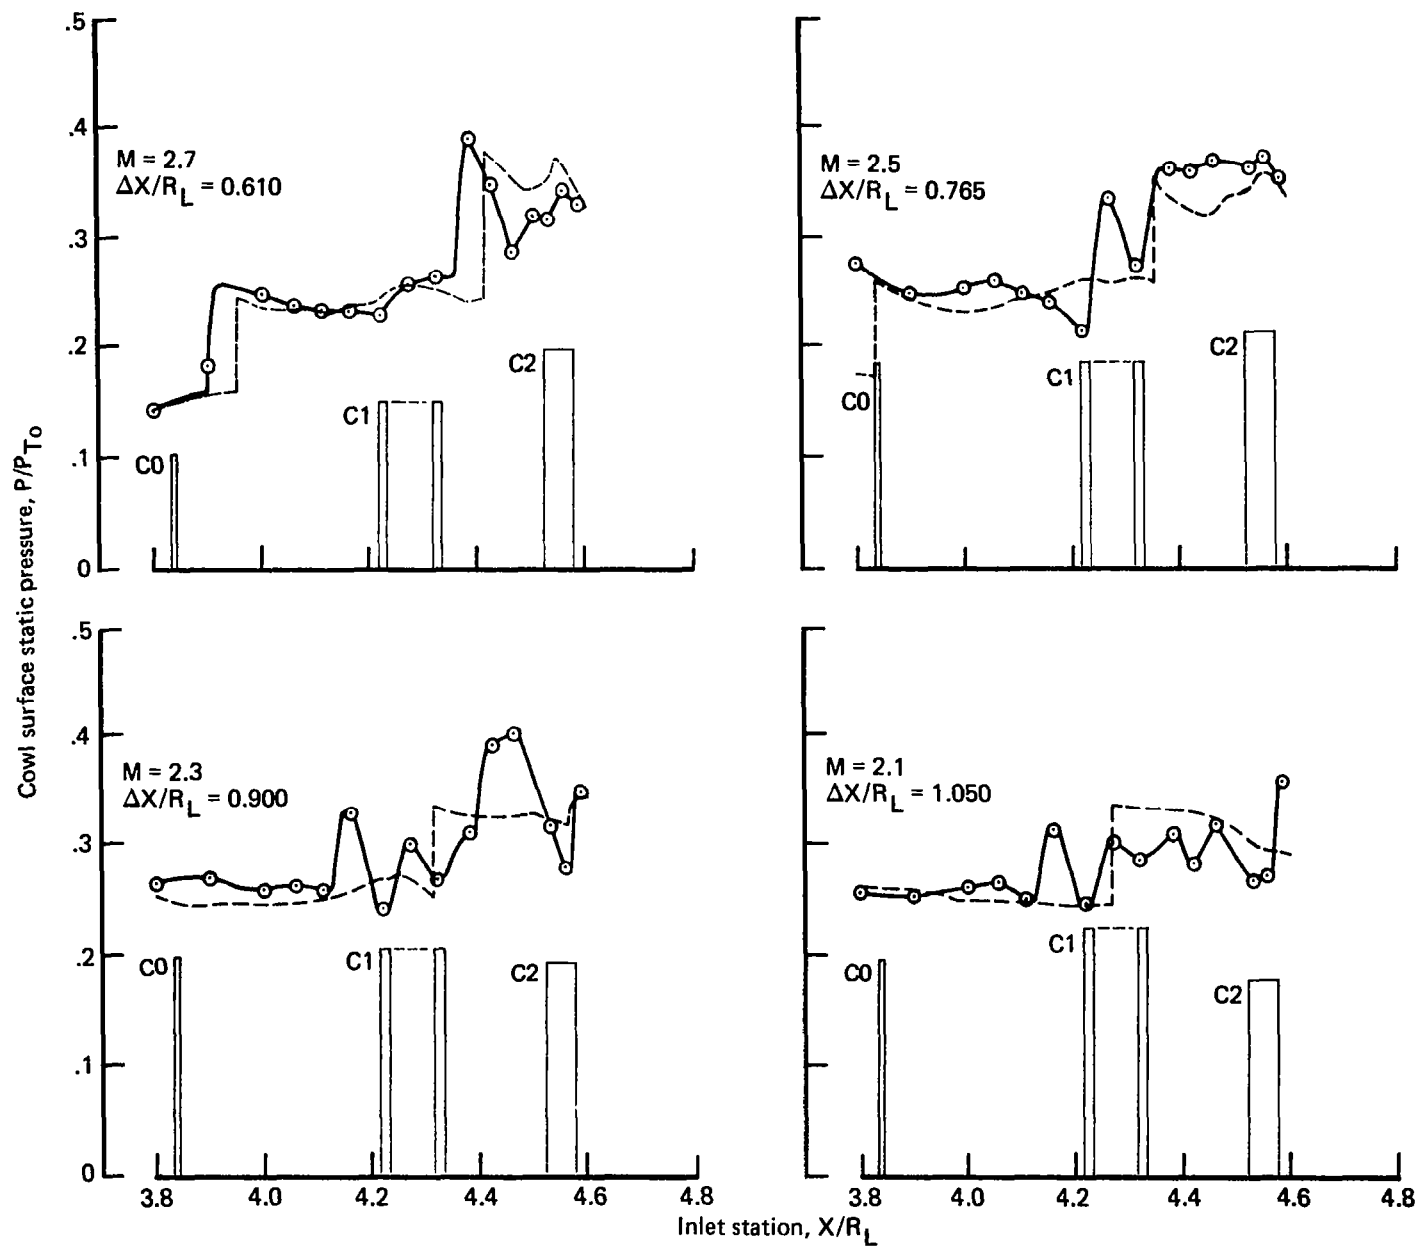 .5
.4
.3
.2
.1
0
M = 2.7
ΔX/R_L = 0.610
C0
C1
C2
M = 2.5
ΔX/R_L = 0.765
C0
C1
C2
Cowl surface static pressure, P/P_To
.5
.4
.3
.2
.1
0
M = 2.3
ΔX/R_L = 0.900
C0
C1
C2
3.8 4.0 4.2 4.4 4.6 4.8
M = 2.1
ΔX/R_L = 1.050
C0
C1
C2
3.8 4.0 4.2 4.4 4.6 4.8
Inlet station, X/R_L